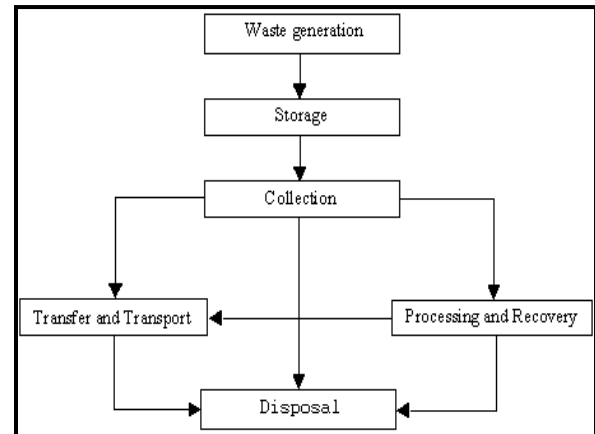 Waste generation
Storage
Collection
Transfer and Transport
Processing and Recovery
Disposal